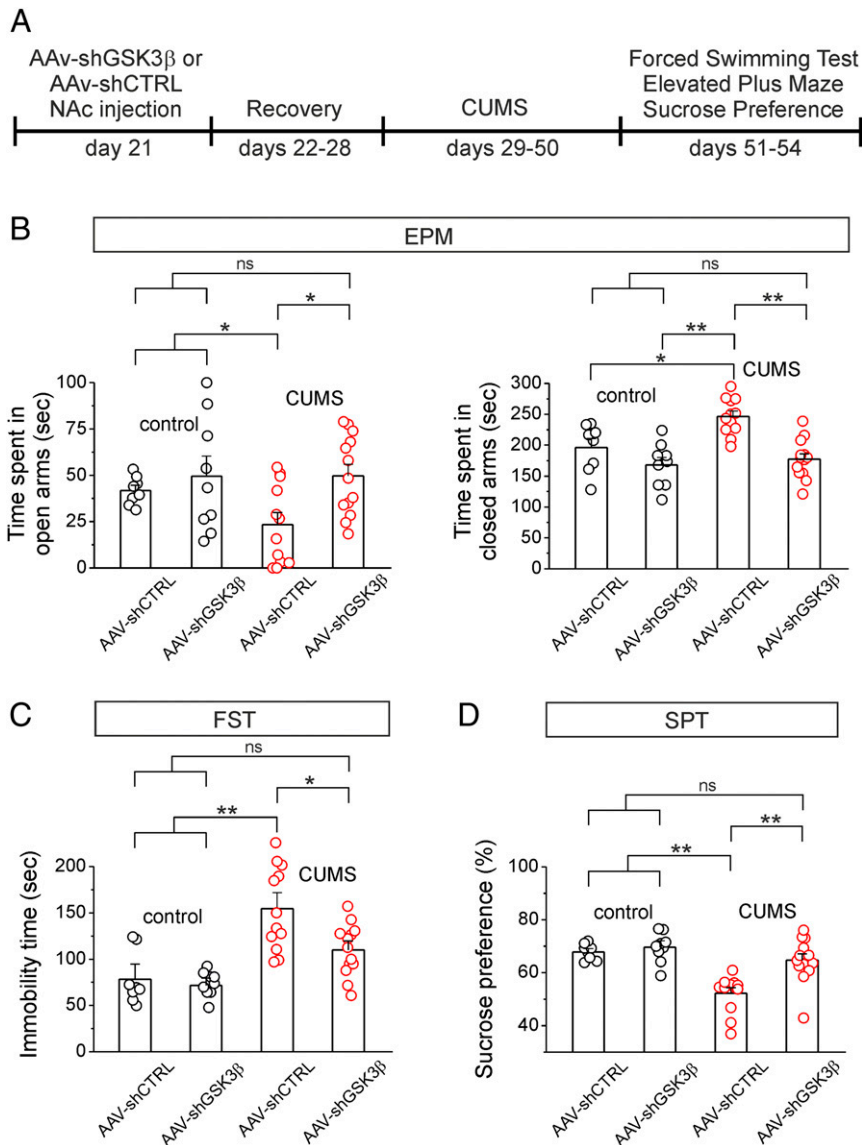 A
AAv-shGSK3β or
AAv-shCTRL
NAc injection
Recovery
CUMS
Forced Swimming Test
Elevated Plus Maze
Sucrose Preference
day 21
days 22-28
days 29-50
days 51-54
B
EPM
ns
*
*
Time spent in
open arms (sec)
100
75
50
25
0
control
CUMS
AAV-shCTRL
AAV-shGSK3β
AAV-shCTRL
AAV-shGSK3β
ns
**
**
*
Time spent in
closed arms (sec)
300
250
200
150
100
50
0
control
CUMS
AAV-shCTRL
AAV-shGSK3β
AAV-shCTRL
AAV-shGSK3β
C
FST
ns
*
**
Immobility time (sec)
200
150
100
50
0
control
CUMS
AAV-shCTRL
AAV-shGSK3β
AAV-shCTRL
AAV-shGSK3β
D
SPT
ns
**
**
Sucrose preference (%)
100
80
60
40
control
CUMS
AAV-shCTRL
AAV-shGSK3β
AAV-shCTRL
AAV-shGSK3β